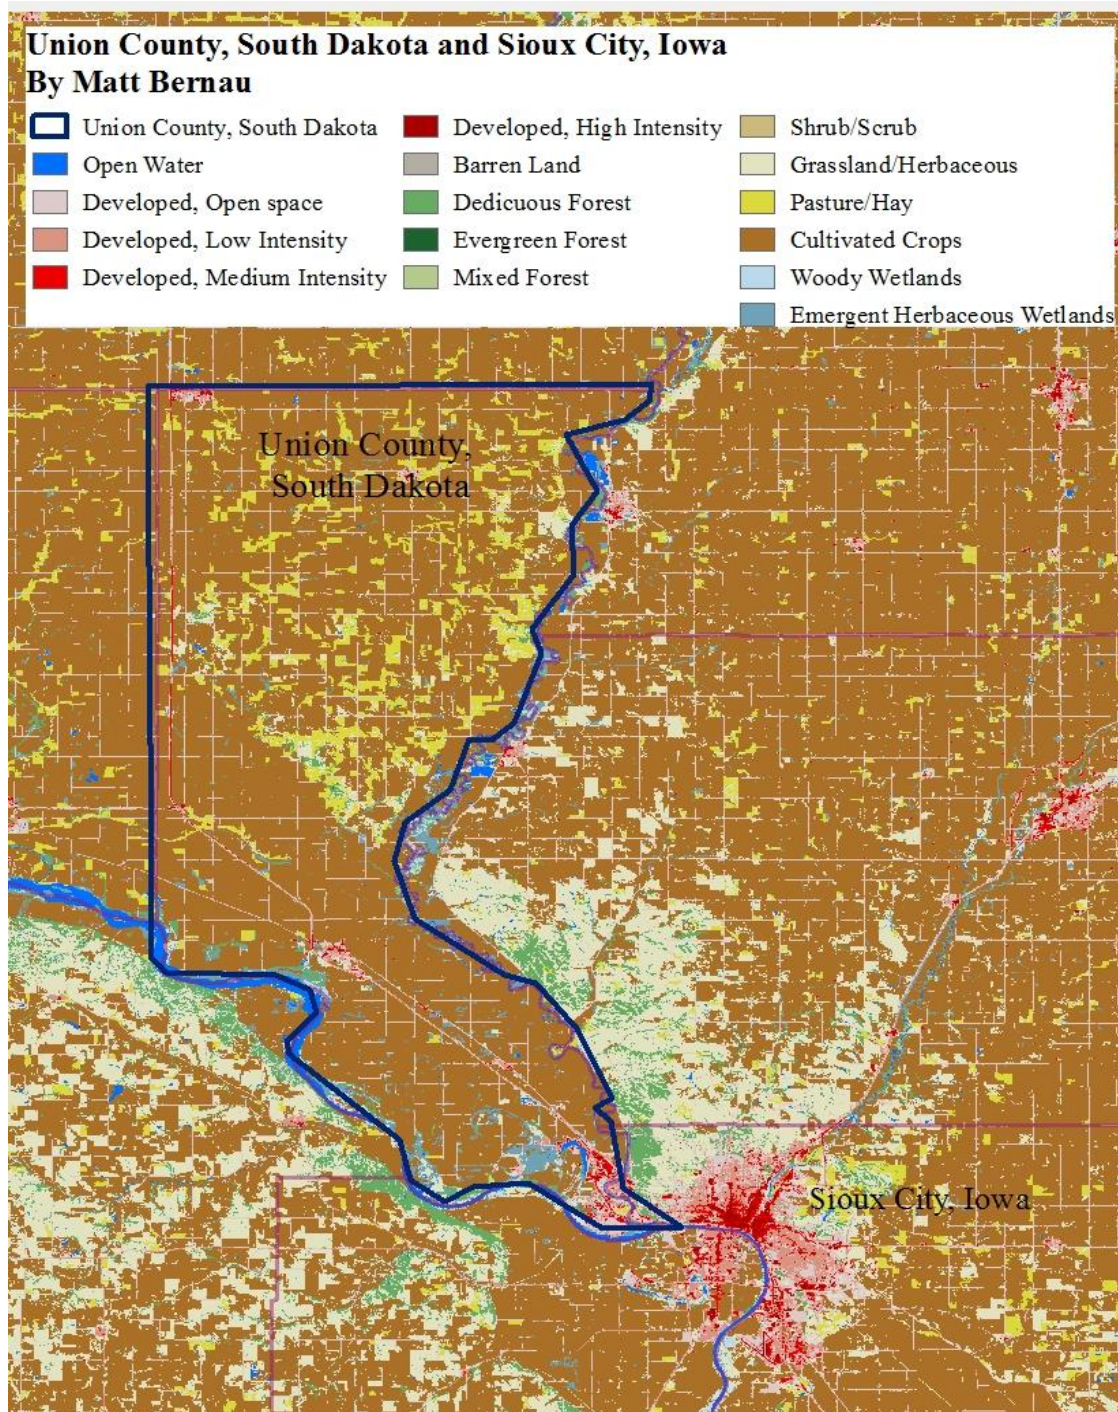 Union County, South Dakota and Sioux City, Iowa
By Matt Bernau
Union County, South Dakota
Open Water
Developed, Open space
Developed, Low Intensity
Developed, Medium Intensity
Developed, High Intensity
Barren Land
Dedicuous Forest
Evergreen Forest
Mixed Forest
Shrub/Scrub
Grassland/Herbaceous
Pasture/Hay
Cultivated Crops
Woody Wetlands
Emergent Herbaceous Wetlands
Union County,
South Dakota
Sioux City, Iowa